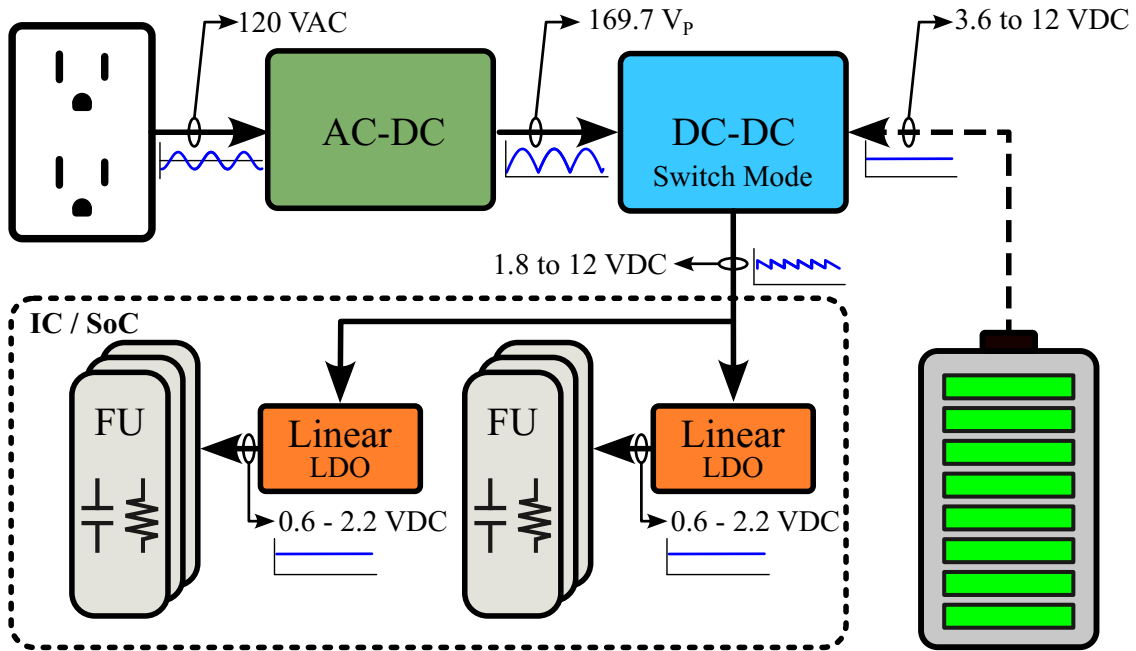 120 VAC
169.7 VP
3.6 to 12 VDC
AC-DC
DC-DC
Switch Mode
1.8 to 12 VDC
IC / SoC
FU
Linear
LDO
0.6 - 2.2 VDC
FU
Linear
LDO
0.6 - 2.2 VDC